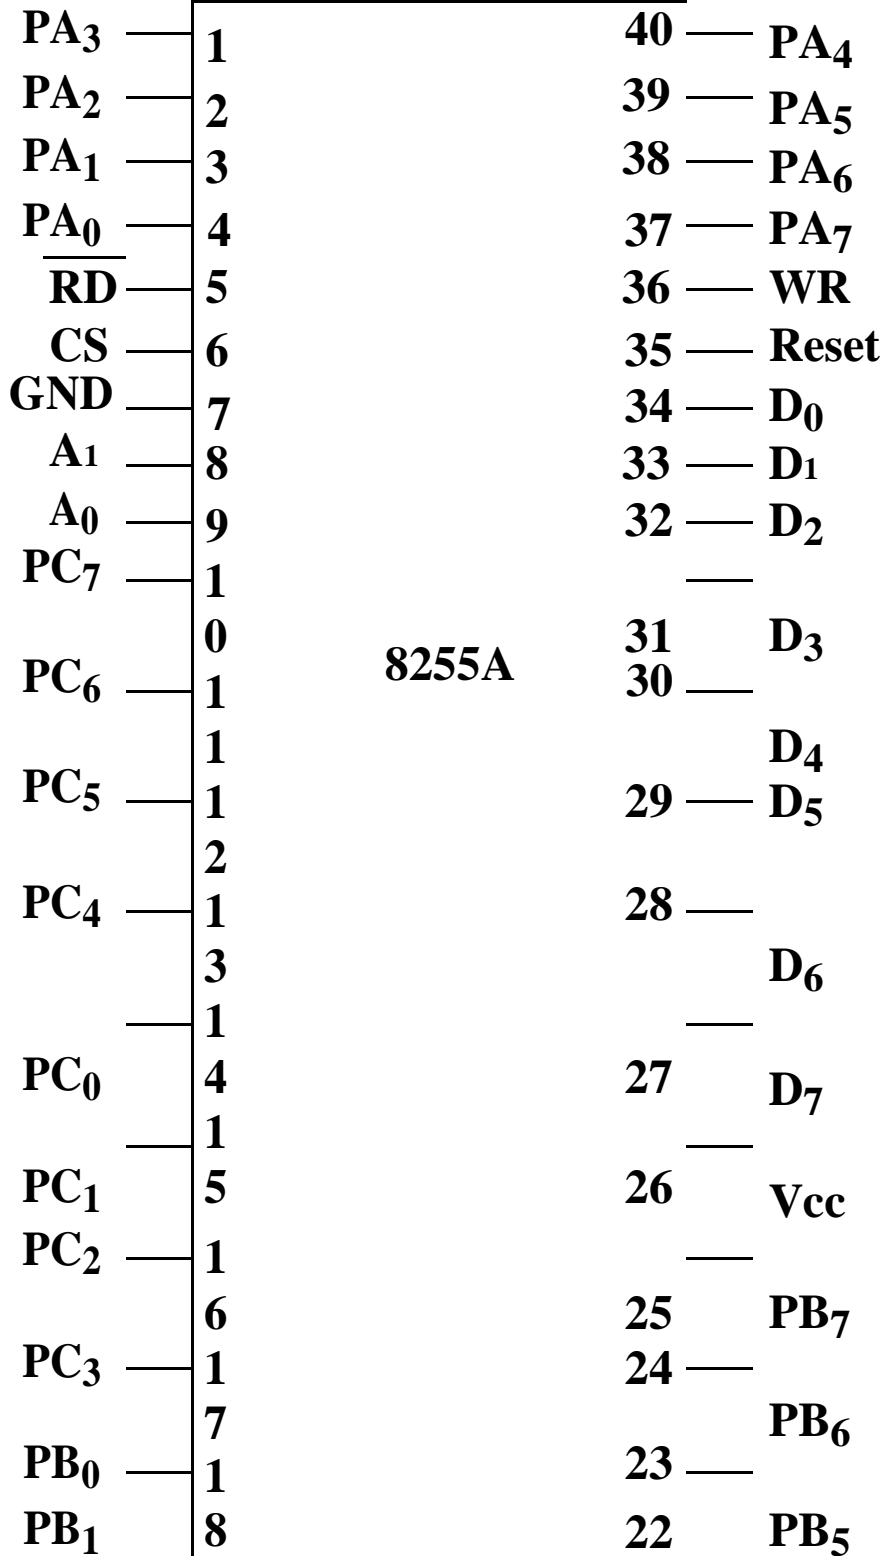 PA₃ 1 40 PA₄
PA₂ 2 39 PA₅
PA₁ 3 38 PA₆
PA₀ 4 37 PA₇
R̅D̅ 5 36 WR
CS 6 35 Reset
GND 7 34 D₀
A₁ 8 33 D₁
A₀ 9 32 D₂
PC₇ 1
0 31 D₃
8255A
PC₆ 1 30
1 D₄
PC₅ 1 29 D₅
2
PC₄ 1 28
3 D₆
1
PC₀ 4 27 D₇
1
PC₁ 5 26 Vcc
PC₂ 1
6 25 PB₇
PC₃ 1 24
7 PB₆
PB₀ 1 23
PB₁ 8 22 PB₅